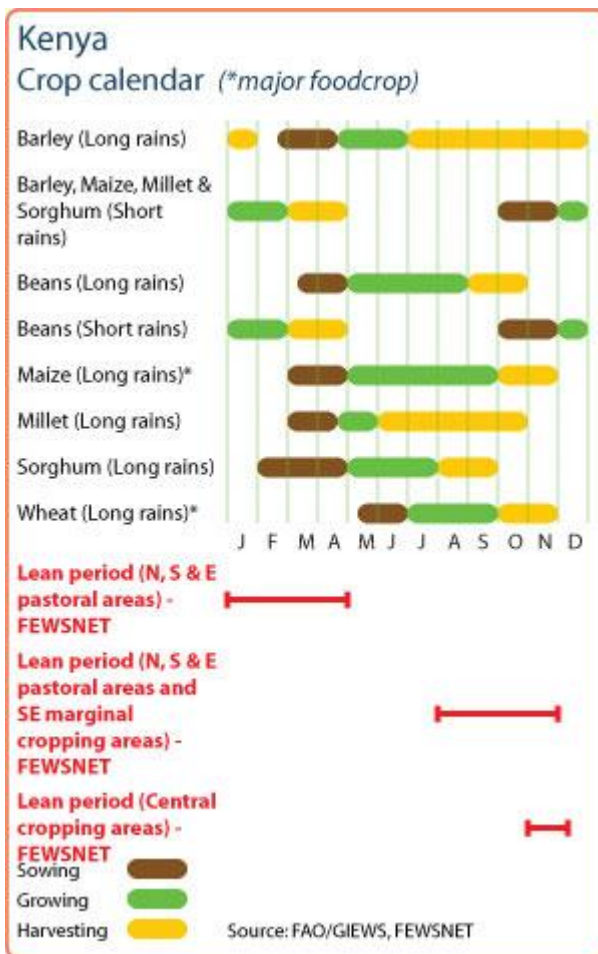 Kenya
Crop calendar (*major foodcrop)
Barley (Long rains)
Barley, Maize, Millet &
Sorghum (Short
rains)
Beans (Long rains)
Beans (Short rains)
Maize (Long rains)*
Millet (Long rains)
Sorghum (Long rains)
Wheat (Long rains)*
J F M A M J J A S O N D
Lean period (N, S & E
pastoral areas) -
FEWSNET
Lean period (N, S & E
pastoral areas and
SE marginal
cropping areas) -
FEWSNET
Lean period (Central
cropping areas) -
FEWSNET
Sowing
Growing
Harvesting
Source: FAO/GIEWS, FEWSNET